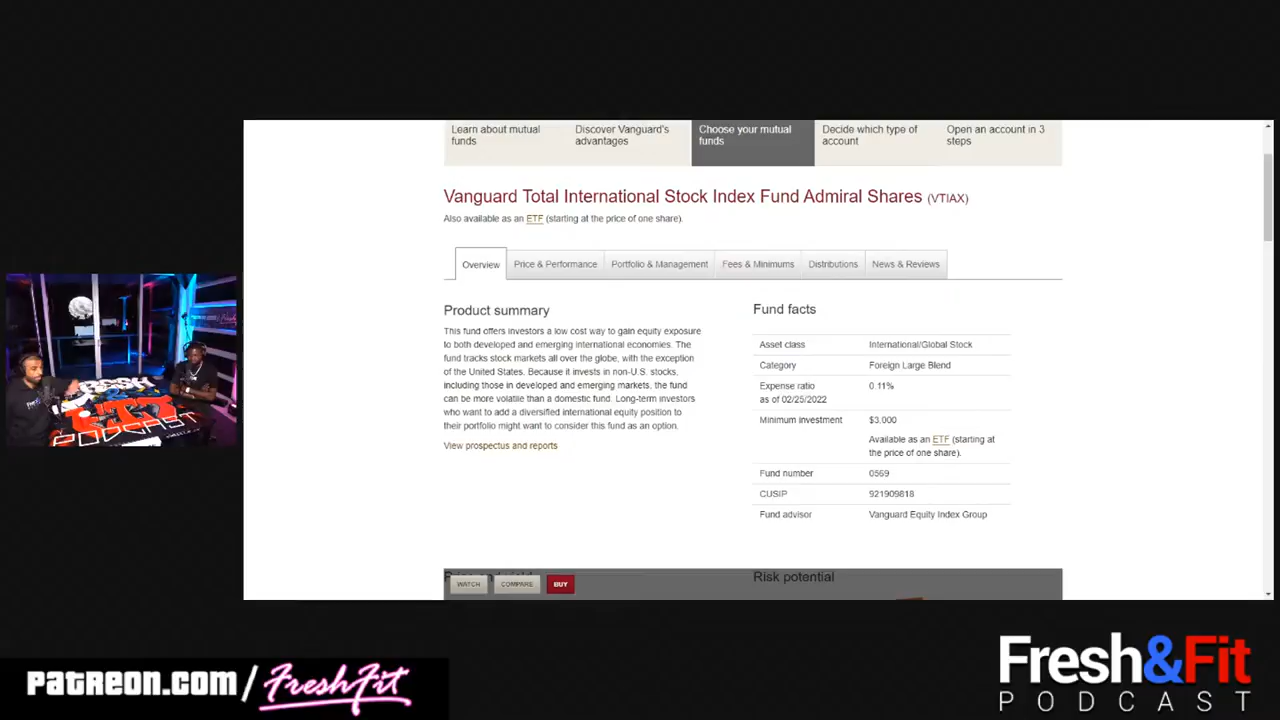 Learn about mutual
funds
Discover Vanguard's
advantages
Choose your mutual
funds
Decide which type of
account
Open an account in 3
steps
Vanguard Total International Stock Index Fund Admiral Shares (VTIAX)
Also available as an ETF (starting at the price of one share).
Overview
Price & Performance
Portfolio & Management
Fees & Minimums
Distributions
News & Reviews
Product summary
This fund offers investors a low cost way to gain equity exposure
to both developed and emerging international economies. The
fund tracks stock markets all over the globe, with the exception
of the United States. Because it invests in non-U.S. stocks,
including those in developed and emerging markets, the fund
can be more volatile than a domestic fund. Long-term investors
who want to add a diversified international equity position to
their portfolio might want to consider this fund as an option.
View prospectus and reports
Fund facts
Asset class International/Global Stock
Category Foreign Large Blend
Expense ratio 0.11%
as of 02/25/2022
Minimum investment $3,000
Available as an ETF (starting at
the price of one share).
Fund number 0569
CUSIP 921909818
Fund advisor Vanguard Equity Index Group
Price and yield
WATCH
COMPARE
BUY
Risk potential
FRESH
FIT
PODCAST
patreon.com/FreshFit
Fresh&Fit
PODCAST